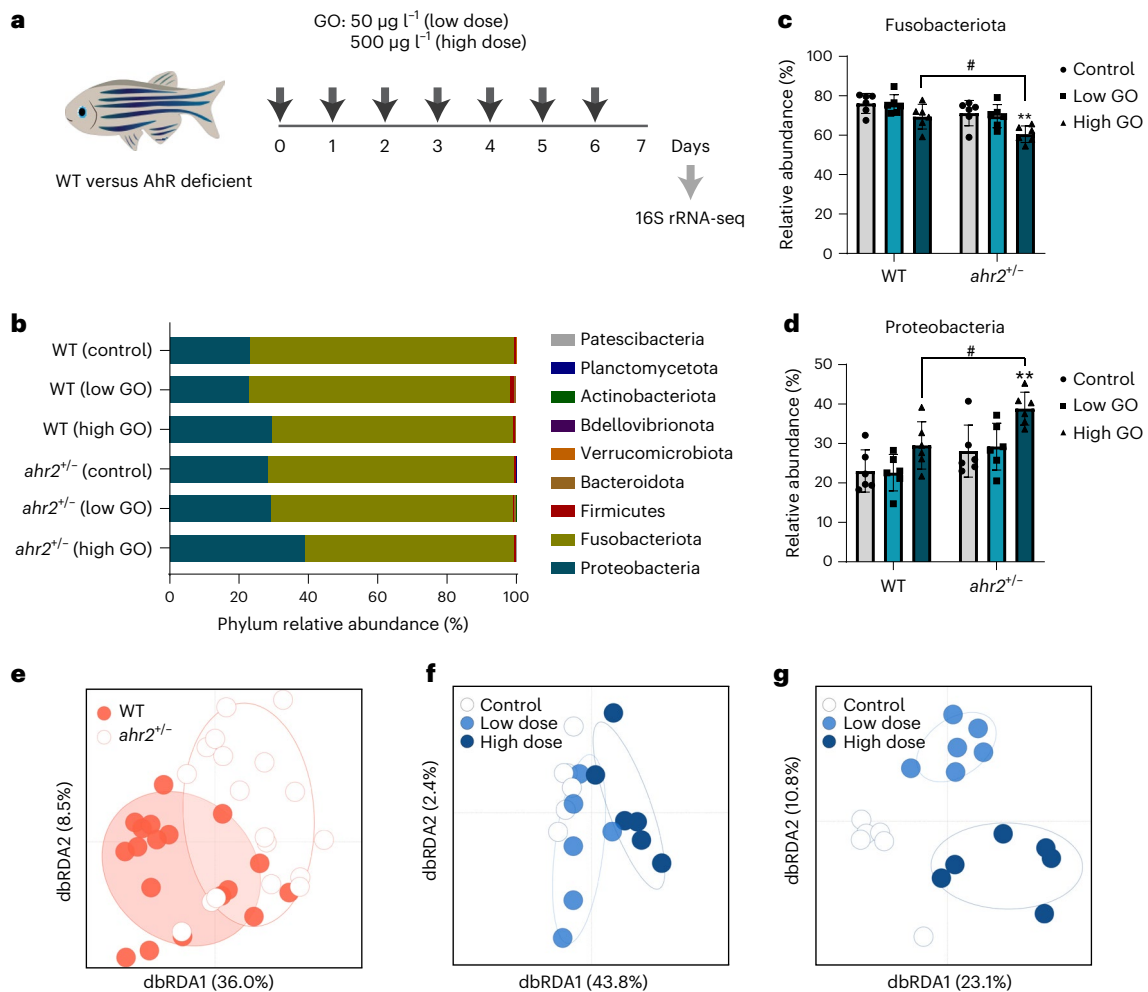 a
GO: 50 µg l⁻¹ (low dose)
500 µg l⁻¹ (high dose)
0 1 2 3 4 5 6 7 Days
WT versus AhR deficient
16S rRNA-seq
b
WT (control)
WT (low GO)
WT (high GO)
ahr2⁺/⁻ (control)
ahr2⁺/⁻ (low GO)
ahr2⁺/⁻ (high GO)
0 20 40 60 80 100
Phylum relative abundance (%)
Patescibacteria
Planctomycetota
Actinobacteriota
Bdellovibrionota
Verrucomicrobiota
Bacteroidota
Firmicutes
Fusobacteriota
Proteobacteria
c
Fusobacteriota
Relative abundance (%)
100
80
60
40
20
0
#
**
WT ahr2⁺/⁻
Control
Low GO
High GO
d
Proteobacteria
Relative abundance (%)
50
40
30
20
10
0
#
**
WT ahr2⁺/⁻
Control
Low GO
High GO
e
WT
ahr2⁺/⁻
dbRDA2 (8.5%)
dbRDA1 (36.0%)
f
Control
Low dose
High dose
dbRDA2 (2.4%)
dbRDA1 (43.8%)
g
Control
Low dose
High dose
dbRDA2 (10.8%)
dbRDA1 (23.1%)